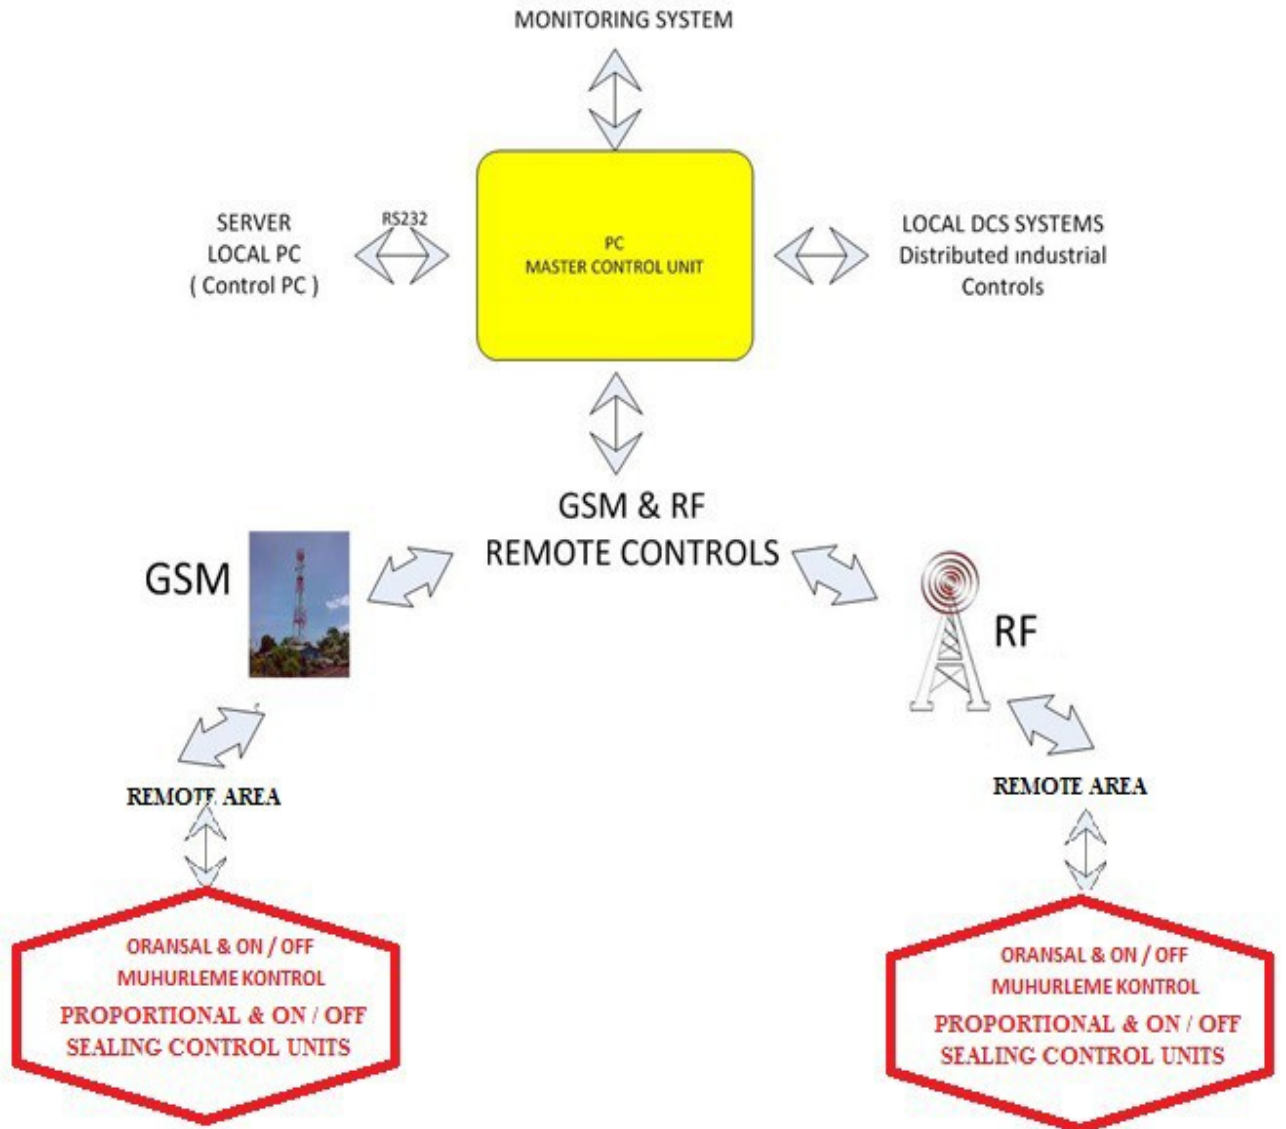 MONITORING SYSTEM
SERVER
LOCAL PC
( Control PC )
RS232
PC
MASTER CONTROL UNIT
LOCAL DCS SYSTEMS
Distributed ındustrial
Controls
GSM & RF
REMOTE CONTROLS
GSM
RF
REMOTE AREA
REMOTE AREA
ORANSAL & ON / OFF
MUHURLEME KONTROL
PROPORTIONAL & ON / OFF
SEALING CONTROL UNITS
ORANSAL & ON / OFF
MUHURLEME KONTROL
PROPORTIONAL & ON / OFF
SEALING CONTROL UNITS